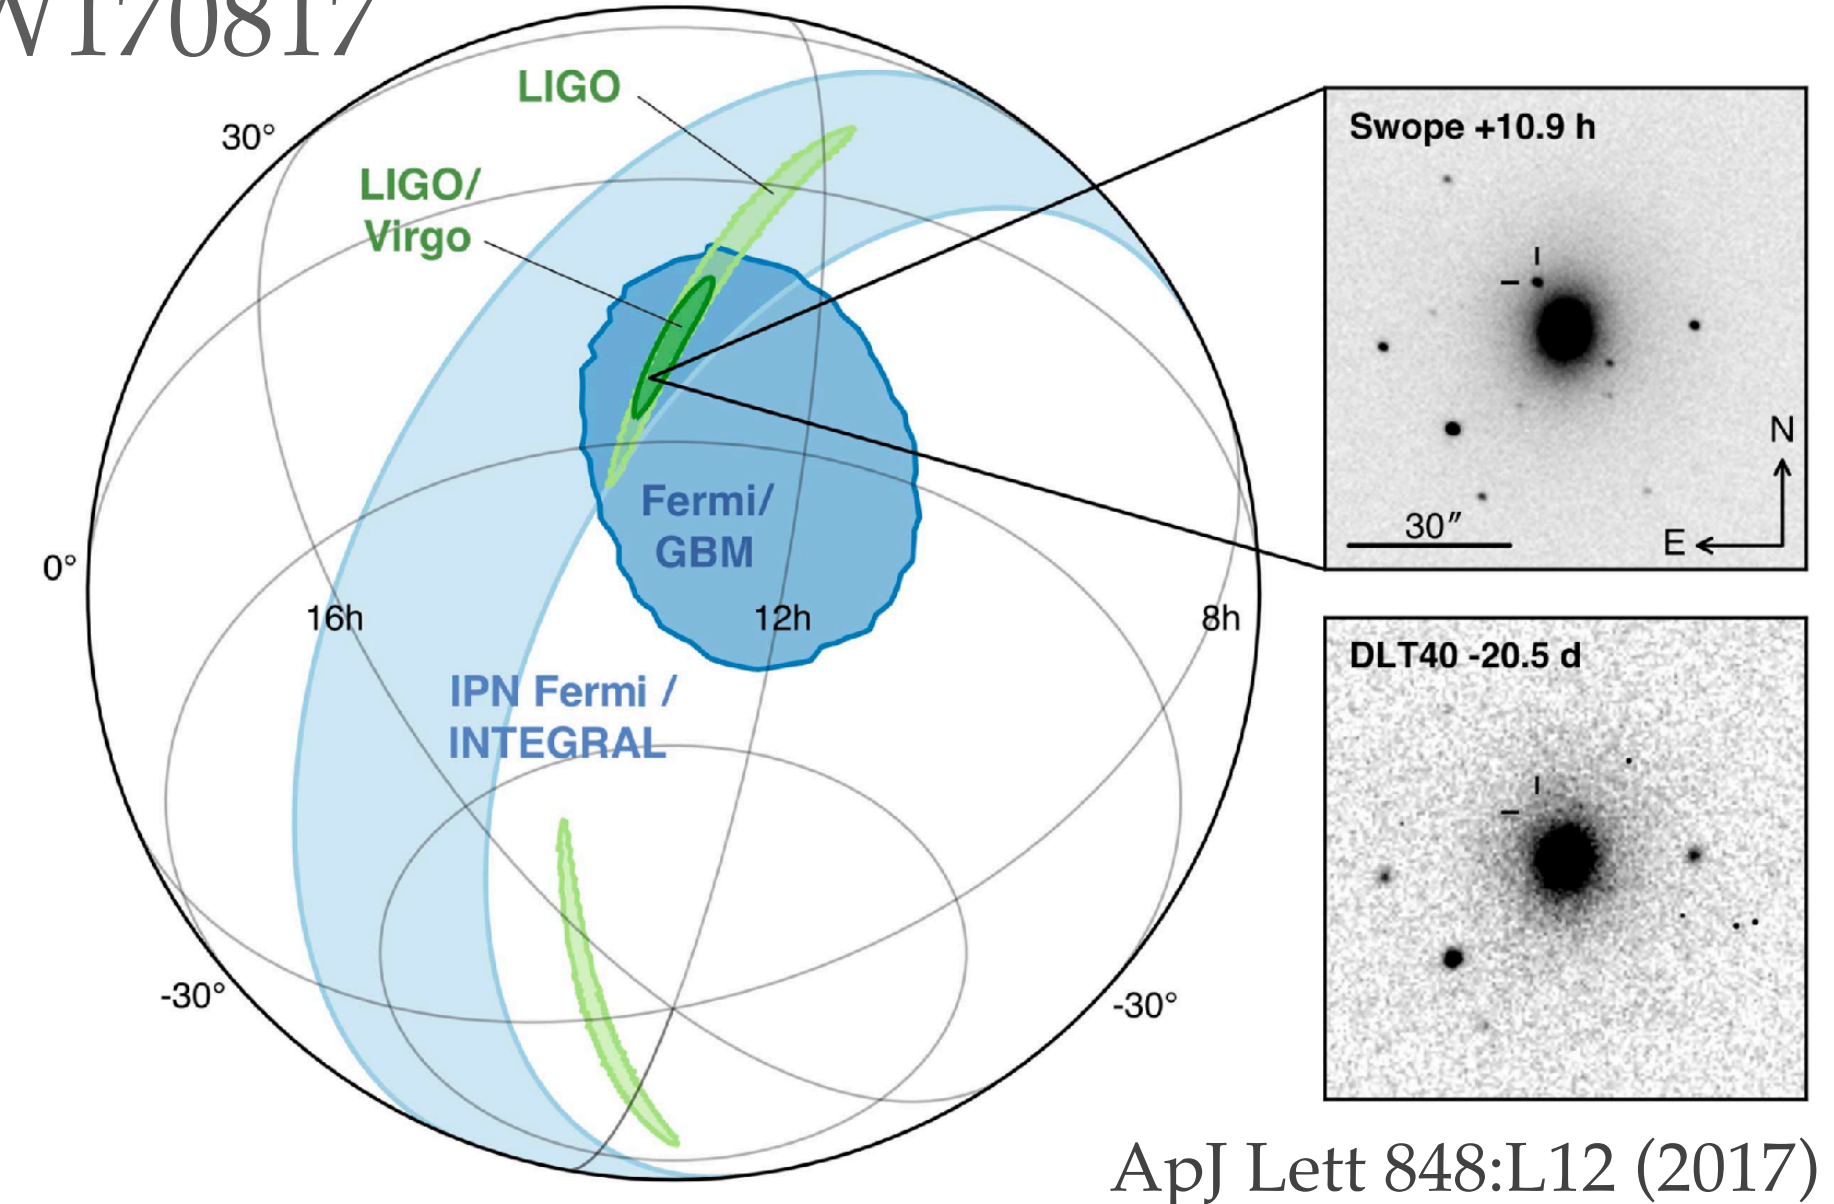 W170817
LIGO
30°
LIGO/
Virgo
0°
16h
12h
8h
Fermi/
GBM
IPN Fermi /
INTEGRAL
-30°
-30°
Swope +10.9 h
N
30″
E
DLT40 -20.5 d
ApJ Lett 848:L12 (2017)